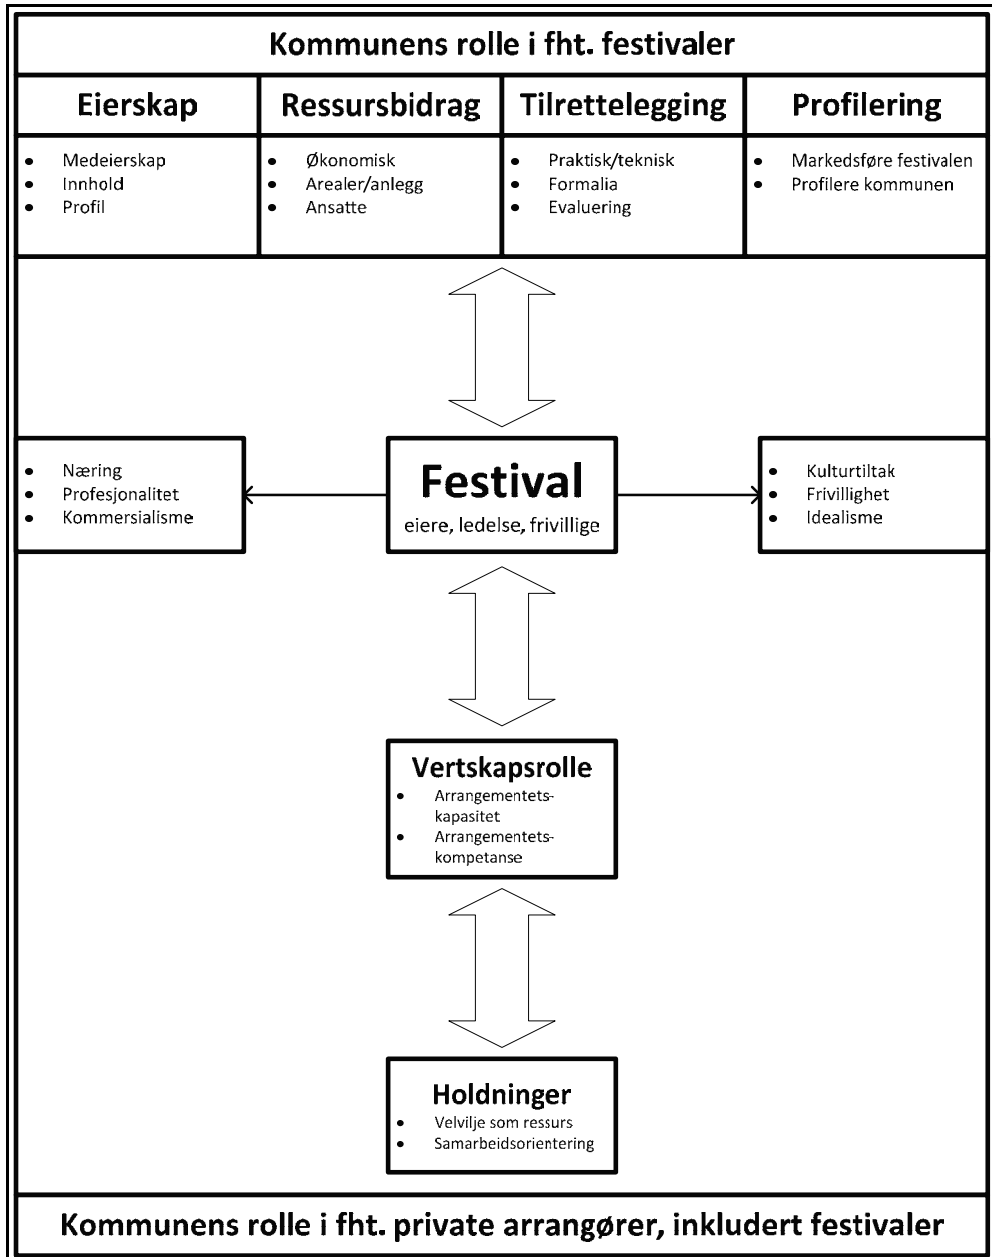 Kommunens rolle i fht. festivaler
Eierskap
Ressursbidrag
Tilrettelegging
Profilering
• Medeierskap
• Innhold
• Profil
• Økonomisk
• Arealer/anlegg
• Ansatte
• Praktisk/teknisk
• Formalia
• Evaluering
• Markedsføre festivalen
• Profilere kommunen
• Næring
• Profesjonalitet
• Kommersialisme
Festival
eiere, ledelse, frivillige
• Kulturtiltak
• Frivillighet
• Idealisme
Vertskapsrolle
• Arrangementets-
kapasitet
• Arrangementets-
kompetanse
Holdninger
• Velvilje som ressurs
• Samarbeidsorientering
Kommunens rolle i fht. private arrangører, inkludert festivaler